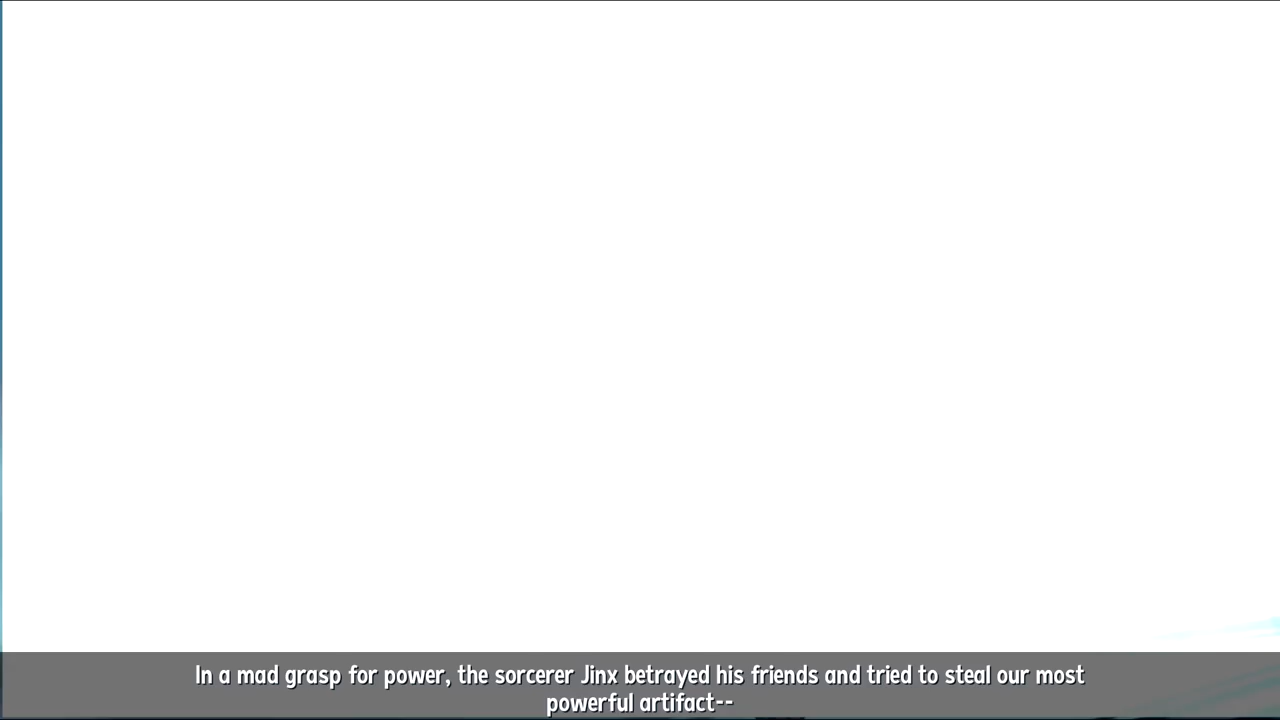 In a mad grasp for power, the sorcerer Jinx betrayed his friends and tried to steal our most
powerful artifact--